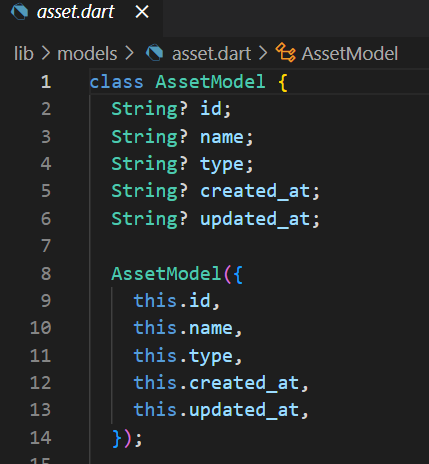 asset.dart
lib > models > asset.dart > AssetModel
1 class AssetModel {
2 String? id;
3 String? name;
4 String? type;
5 String? created_at;
6 String? updated_at;
7
8 AssetModel({
9 this.id,
10 this.name,
11 this.type,
12 this.created_at,
13 this.updated_at,
14 });
15